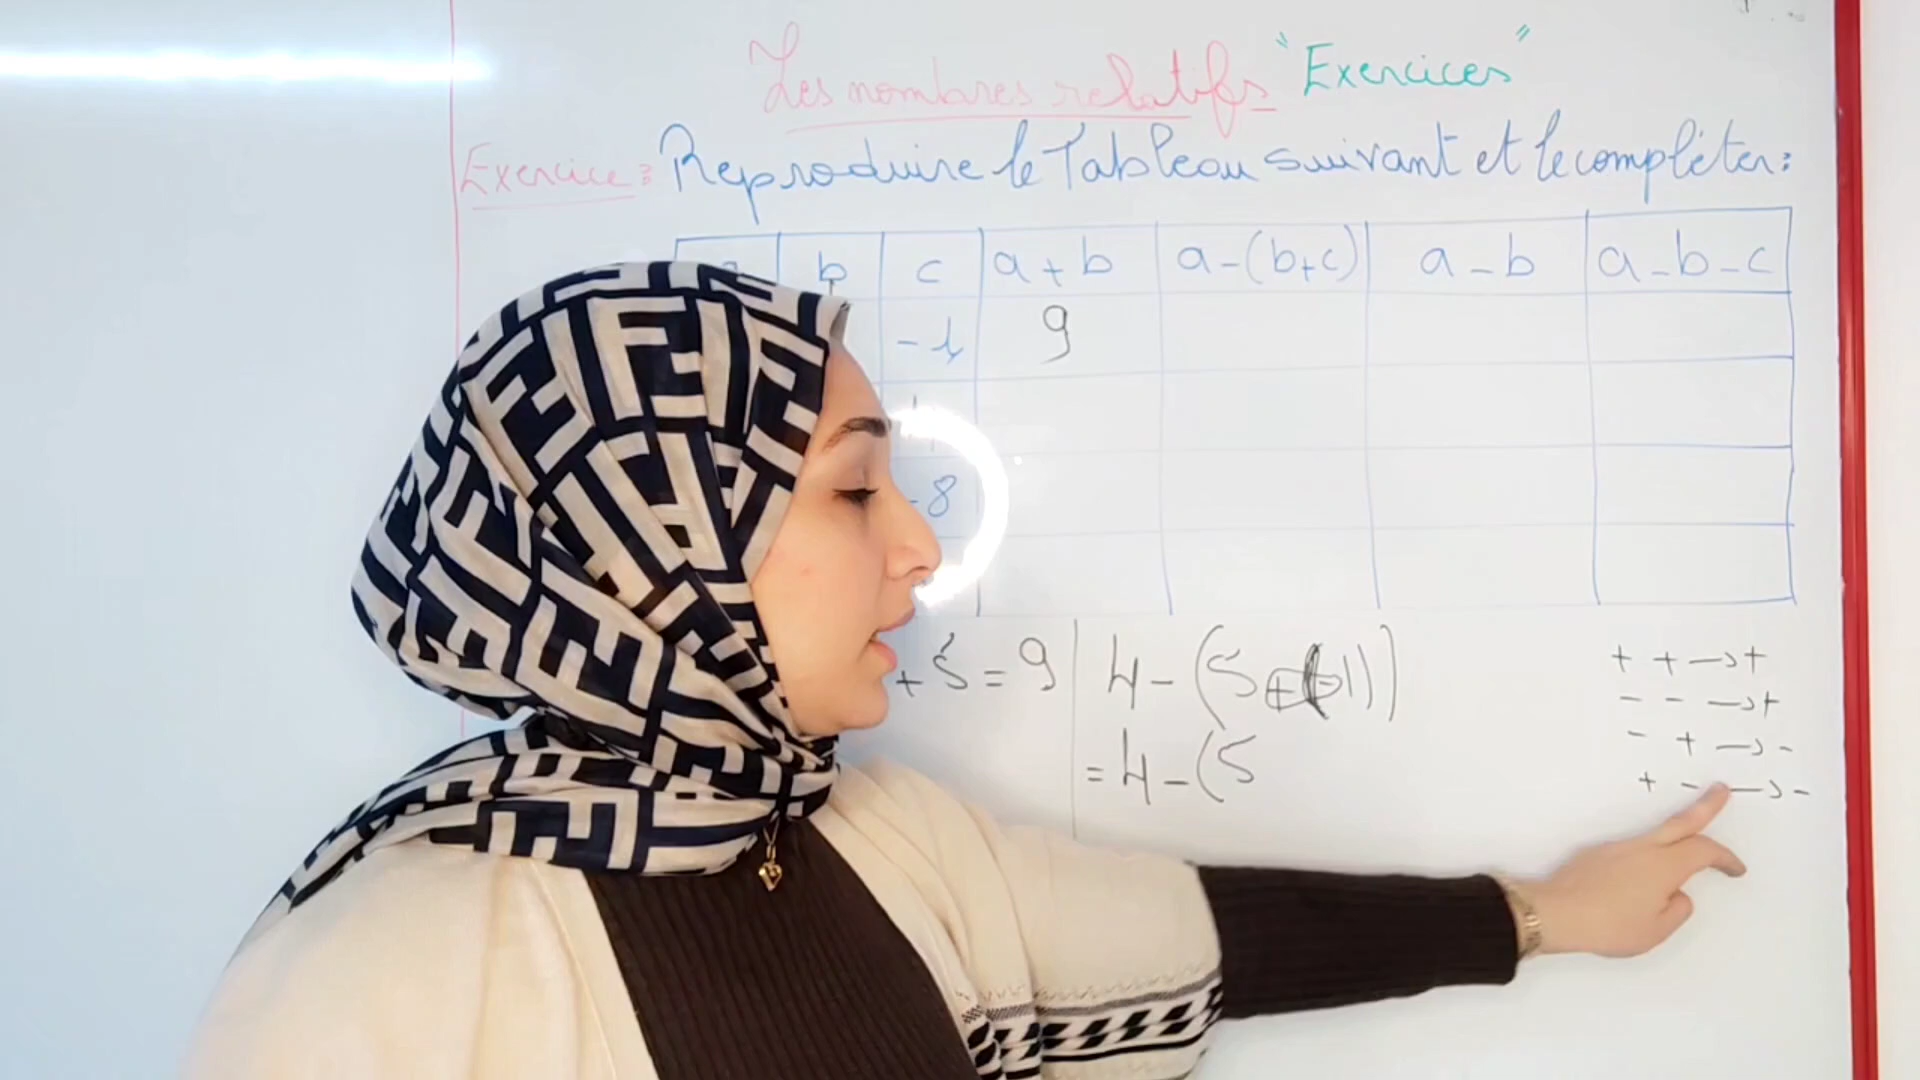 Les nombres relatifs "Exercices"
Exercice: Reproduire le Tableau suivant et le compléter:
b c a+b a-(b+c) a-b a-b-c
-1 9
-8
+5=9 4-(5+(-1))
=4-(5
+ + → +
- - → +
- + → -
+ - → -